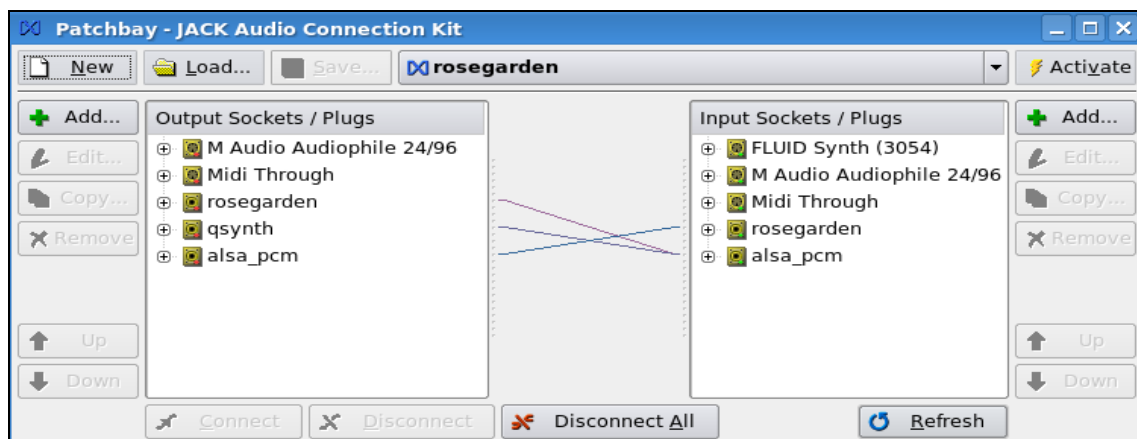 Patchbay - JACK Audio Connection Kit
New Load... Save... rosegarden Activate
Add... Output Sockets / Plugs Input Sockets / Plugs Add...
M Audio Audiophile 24/96 FLUID Synth (3054)
Edit... Midi Through M Audio Audiophile 24/96 Edit...
Copy... rosegarden Midi Through Copy...
Remove qsynth rosegarden Remove
alsa_pcm alsa_pcm
Up Up
Down Down
Connect Disconnect Disconnect All Refresh